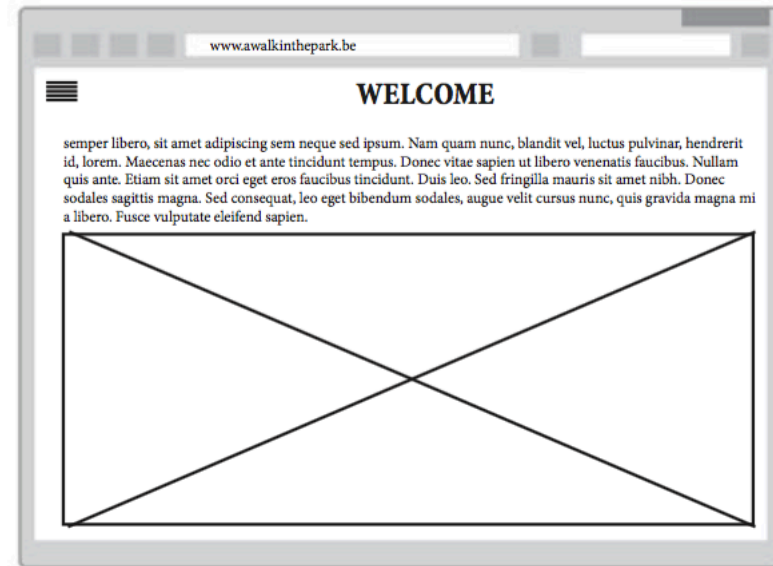 www.awalkinthepark.be
WELCOME
semper libero, sit amet adipiscing sem neque sed ipsum. Nam quam nunc, blandit vel, luctus pulvinar, hendrerit
id, lorem. Maecenas nec odio et ante tincidunt tempus. Donec vitae sapien ut libero venenatis faucibus. Nullam
quis ante. Etiam sit amet orci eget eros faucibus tincidunt. Duis leo. Sed fringilla mauris sit amet nibh. Donec
sodales sagittis magna. Sed consequat, leo eget bibendum sodales, augue velit cursus nunc, quis gravida magna mi
a libero. Fusce vulputate eleifend sapien.